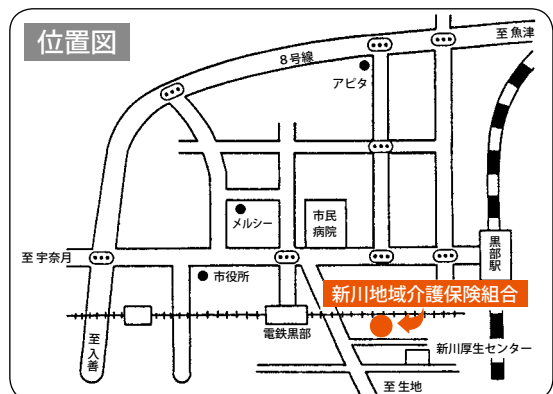 位置図
至 魚津
8号線
アピタ
メルシー
市民
病院
黒部駅
至 宇奈月
市役所
新川地域介護保険組合
電鉄黒部
新川厚生センター
至 入善
至 生地